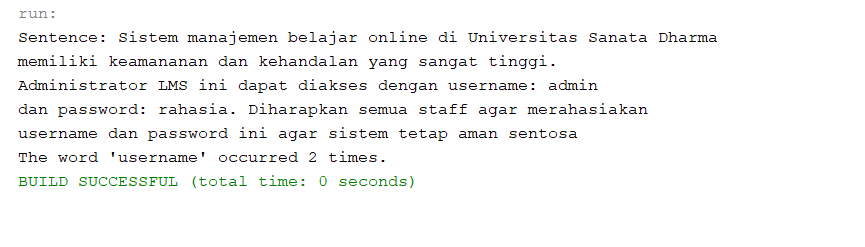 run:
Sentence: Sistem manajemen belajar online di Universitas Sanata Dharma
memiliki keamananan dan kehandalan yang sangat tinggi.
Administrator LMS ini dapat diakses dengan username: admin
dan password: rahasia. Diharapkan semua staff agar merahasiakan
username dan password ini agar sistem tetap aman sentosa
The word 'username' occurred 2 times.
BUILD SUCCESSFUL (total time: 0 seconds)